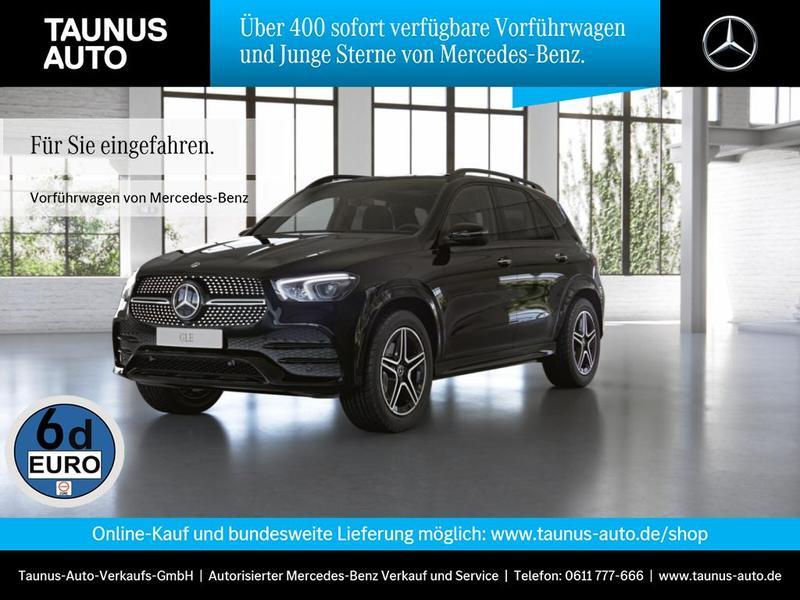 TAUNUS
AUTO
Über 400 sofort verfügbare Vorführwagen
und Junge Sterne von Mercedes-Benz.
Für Sie eingefahren.
Vorführwagen von Mercedes-Benz
GLE
6d
EURO
Online-Kauf und bundesweite Lieferung möglich: www.taunus-auto.de/shop
Taunus-Auto-Verkaufs-GmbH | Autorisierter Mercedes-Benz Verkauf und Service | Telefon: 0611 777-666 | www.taunus-auto.de